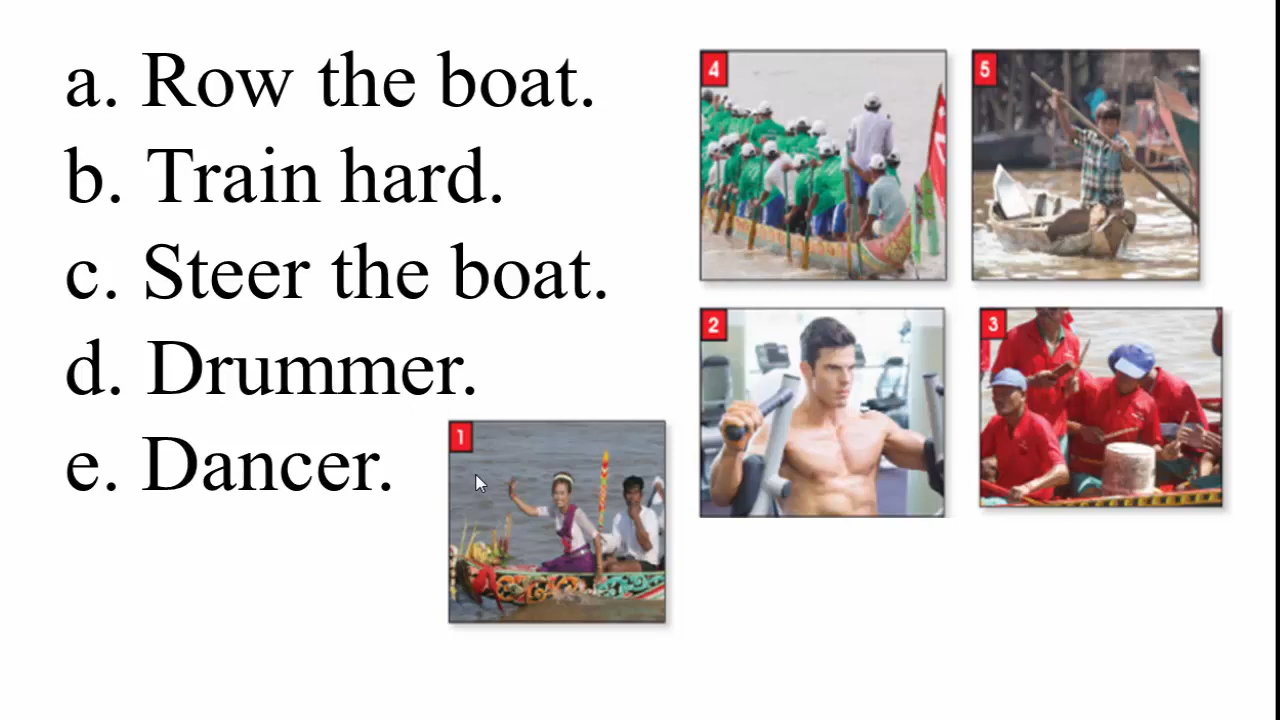 a. Row the boat.
b. Train hard.
c. Steer the boat.
d. Drummer.
e. Dancer.
4
5
2
3
1